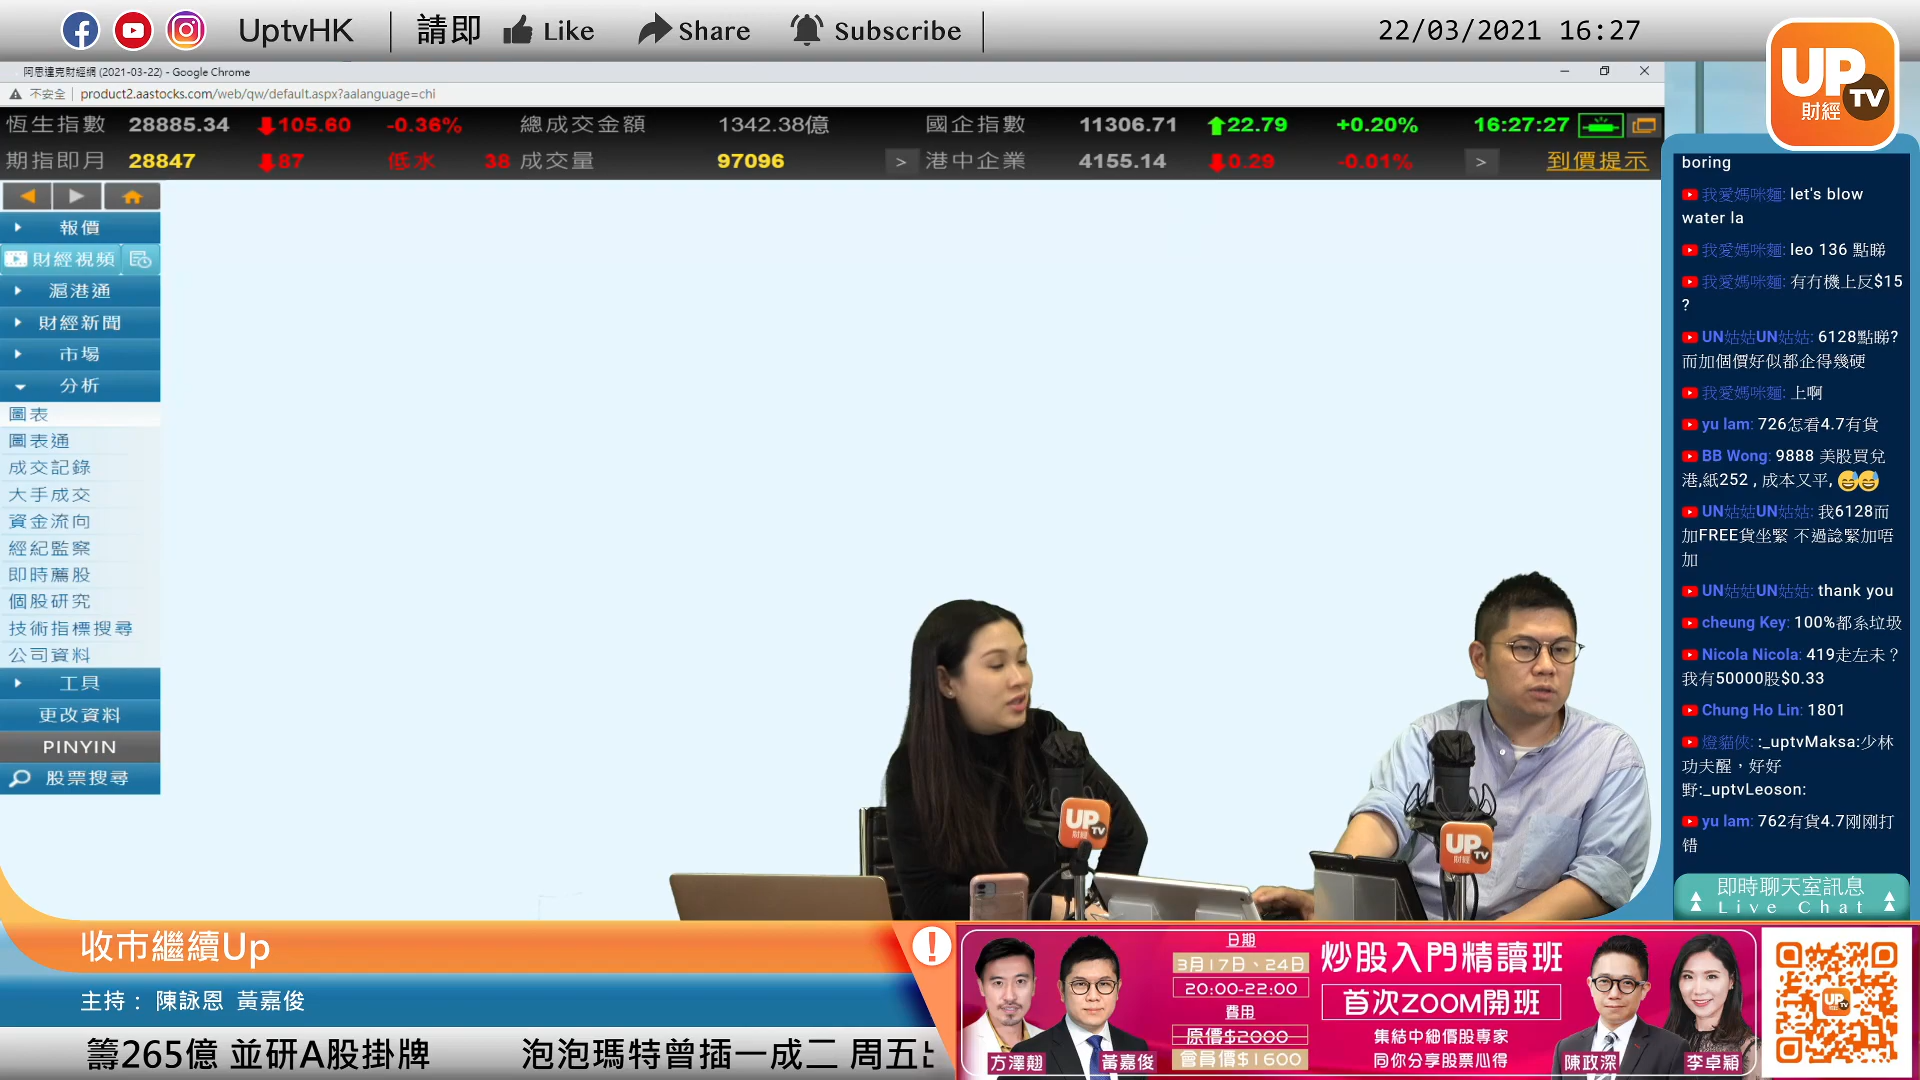 UptvHK
請即
Like
Share
Subscribe
22/03/2021 16:27
UP TV
財經
阿思達克財經網 (2021-03-22) - Google Chrome
不安全 product2.aastocks.com/web/qw/default.aspx?aalanguage=chi
恆生指數 28885.34 105.60 -0.36% 總成交金額 1342.38億 國企指數 11306.71 22.79 +0.20% 16:27:27
期指即月 28847 87 低水 38 成交量 97096 > 港中企業 4155.14 0.29 -0.01% > 到價提示
報價
財經視頻
滬港通
財經新聞
市場
分析
圖表
圖表通
成交記錄
大手成交
資金流向
經紀監察
即時薦股
個股研究
技術指標搜尋
公司資料
工具
更改資料
PINYIN
股票搜尋
UP TV
財經
UP TV
財經
boring
我愛媽咪麵: let's blow
water la
我愛媽咪麵: leo 136 點睇
我愛媽咪麵: 有冇機上反$15
?
UN姑姑UN姑姑: 6128點睇?
而加個價好似都企得幾硬
我愛媽咪麵: 上啊
yu lam: 726怎看4.7有貨
BB Wong: 9888 美股買兌
港,紙252 , 成本又平, 😅😅
UN姑姑UN姑姑: 我6128而
加FREE貨坐緊 不過諗緊加唔
加
UN姑姑UN姑姑: thank you
cheung Key: 100%都系垃圾
Nicola Nicola: 419走左未？
我有50000股$0.33
Chung Ho Lin: 1801
燈貓俠: :_uptvMaksa:少林
功夫醒，好好
野:_uptvLeoson:
yu lam: 762有貨4.7刚刚打
错
即時聊天室訊息
Live Chat
收市繼續Up
主持： 陳詠恩 黃嘉俊
籌265億 並研A股掛牌 泡泡瑪特曾插一成二 周五
日期
3月17日、24日
20:00-22:00
費用
原價$2000
會員價$1600
炒股入門精讀班
首次ZOOM開班
集結中細價股專家
同你分享股票心得
方澤翹
黃嘉俊
陳政深
李卓穎
UP TV